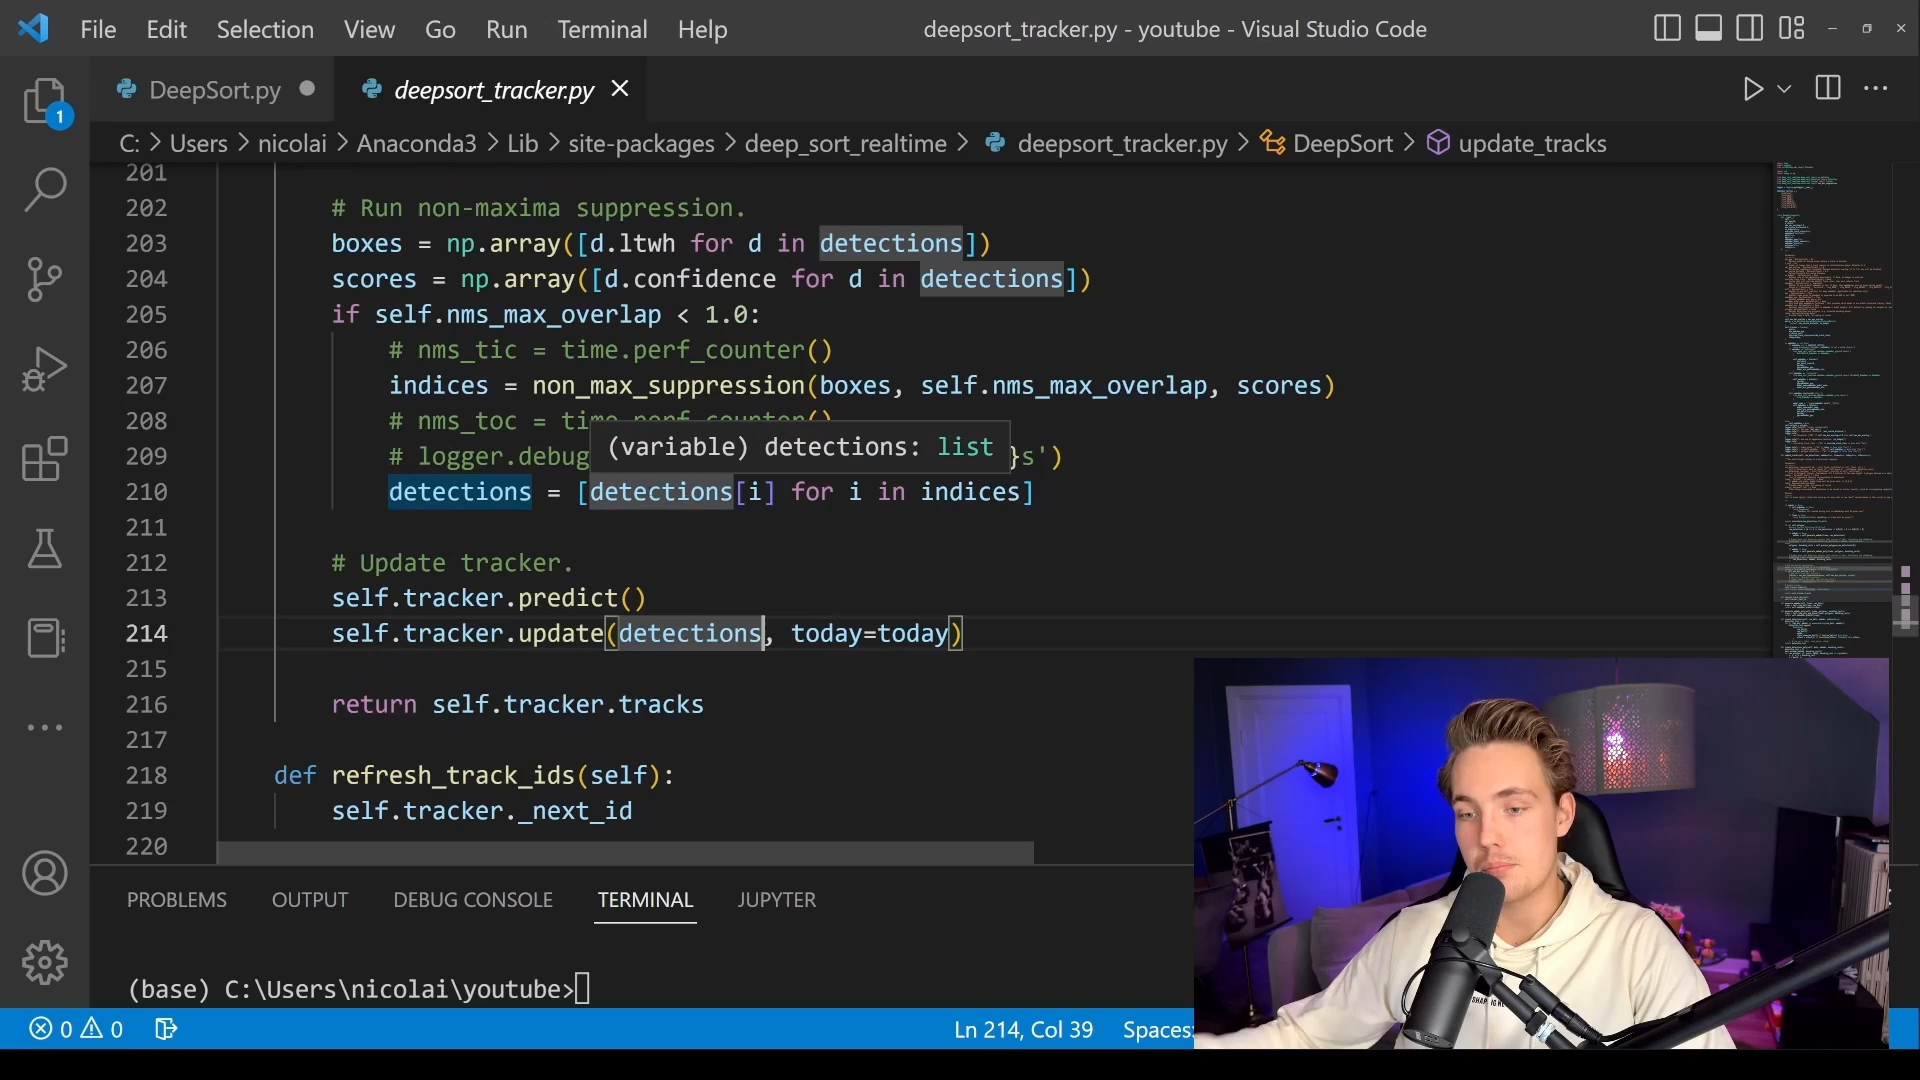 File Edit Selection View Go Run Terminal Help deepsort_tracker.py - youtube - Visual Studio Code
DeepSort.py deepsort_tracker.py
1
C: > Users > nicolai > Anaconda3 > Lib > site-packages > deep_sort_realtime > deepsort_tracker.py > DeepSort > update_tracks
201
202 # Run non-maxima suppression.
203 boxes = np.array([d.ltwh for d in detections])
204 scores = np.array([d.confidence for d in detections])
205 if self.nms_max_overlap < 1.0:
206 # nms_tic = time.perf_counter()
207 indices = non_max_suppression(boxes, self.nms_max_overlap, scores)
208 # nms_toc = time.perf_counter()
(variable) detections: list
209 # logger.debug }s')
210 detections = [detections[i] for i in indices]
211
212 # Update tracker.
213 self.tracker.predict()
214 self.tracker.update(detections, today=today)
215
216 return self.tracker.tracks
217
218 def refresh_track_ids(self):
219 self.tracker._next_id
220
PROBLEMS OUTPUT DEBUG CONSOLE TERMINAL JUPYTER
(base) C:\Users\nicolai\youtube>
0 0 Ln 214, Col 39 Spaces: